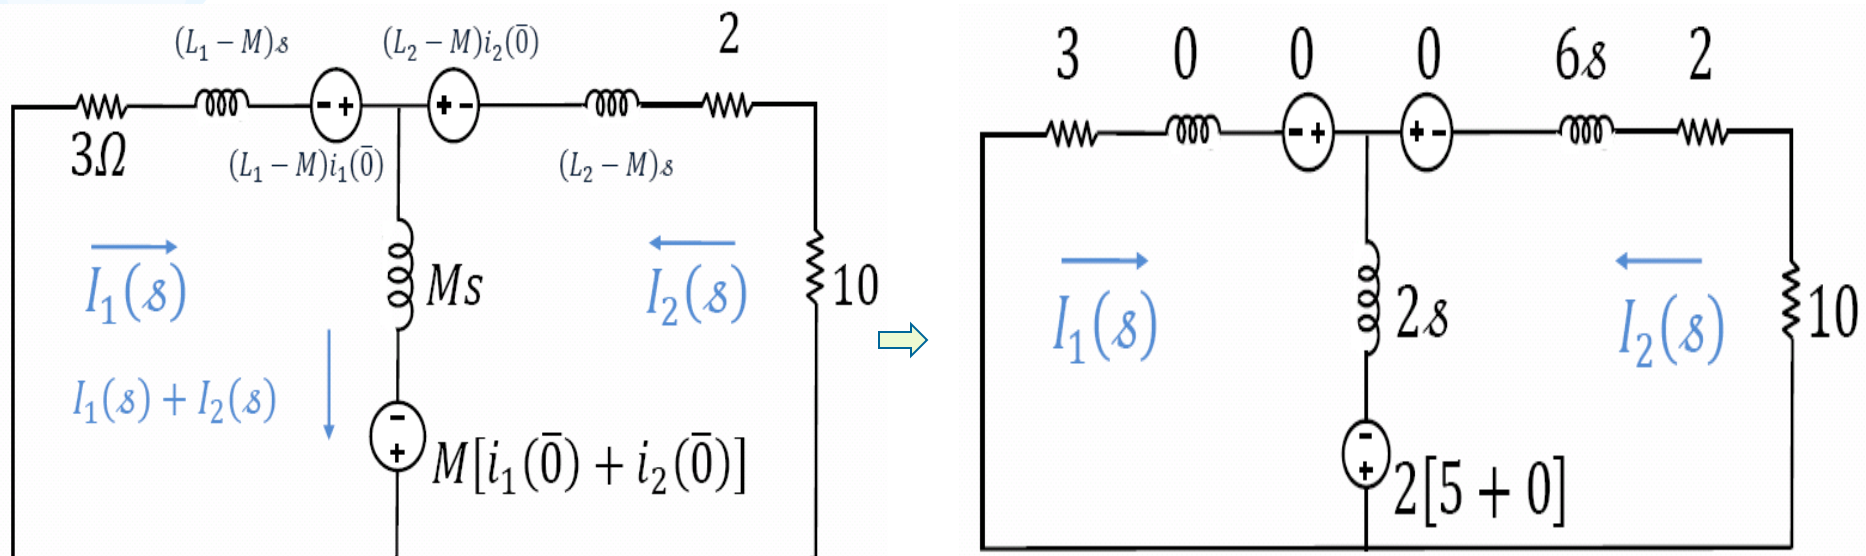 (L₁ − M)𝓈
(L₂ − M)i₂(0̄)
2
- +
+ -
3Ω
(L₁ − M)i₁(0̄)
(L₂ − M)𝓈
I₁(𝓈)
Ms
I₂(𝓈)
10
I₁(𝓈) + I₂(𝓈)
-
+
M[i₁(0̄) + i₂(0̄)]
3 0 0 0 6𝓈 2
- +
+ -
I₁(𝓈)
2𝓈
I₂(𝓈)
10
-
+
2[5 + 0]